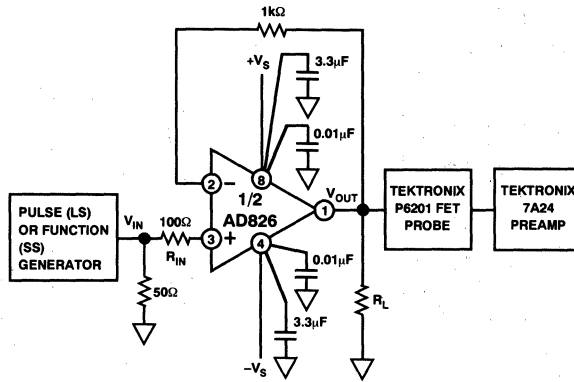 1kΩ
+VS
3.3µF
0.01µF
2
−
8
1/2
AD826
1
VOUT
TEKTRONIX
P6201 FET
PROBE
TEKTRONIX
7A24
PREAMP
PULSE (LS)
OR FUNCTION
(SS)
GENERATOR
VIN
100Ω
RIN
3
+
4
50Ω
0.01µF
3.3µF
RL
−VS